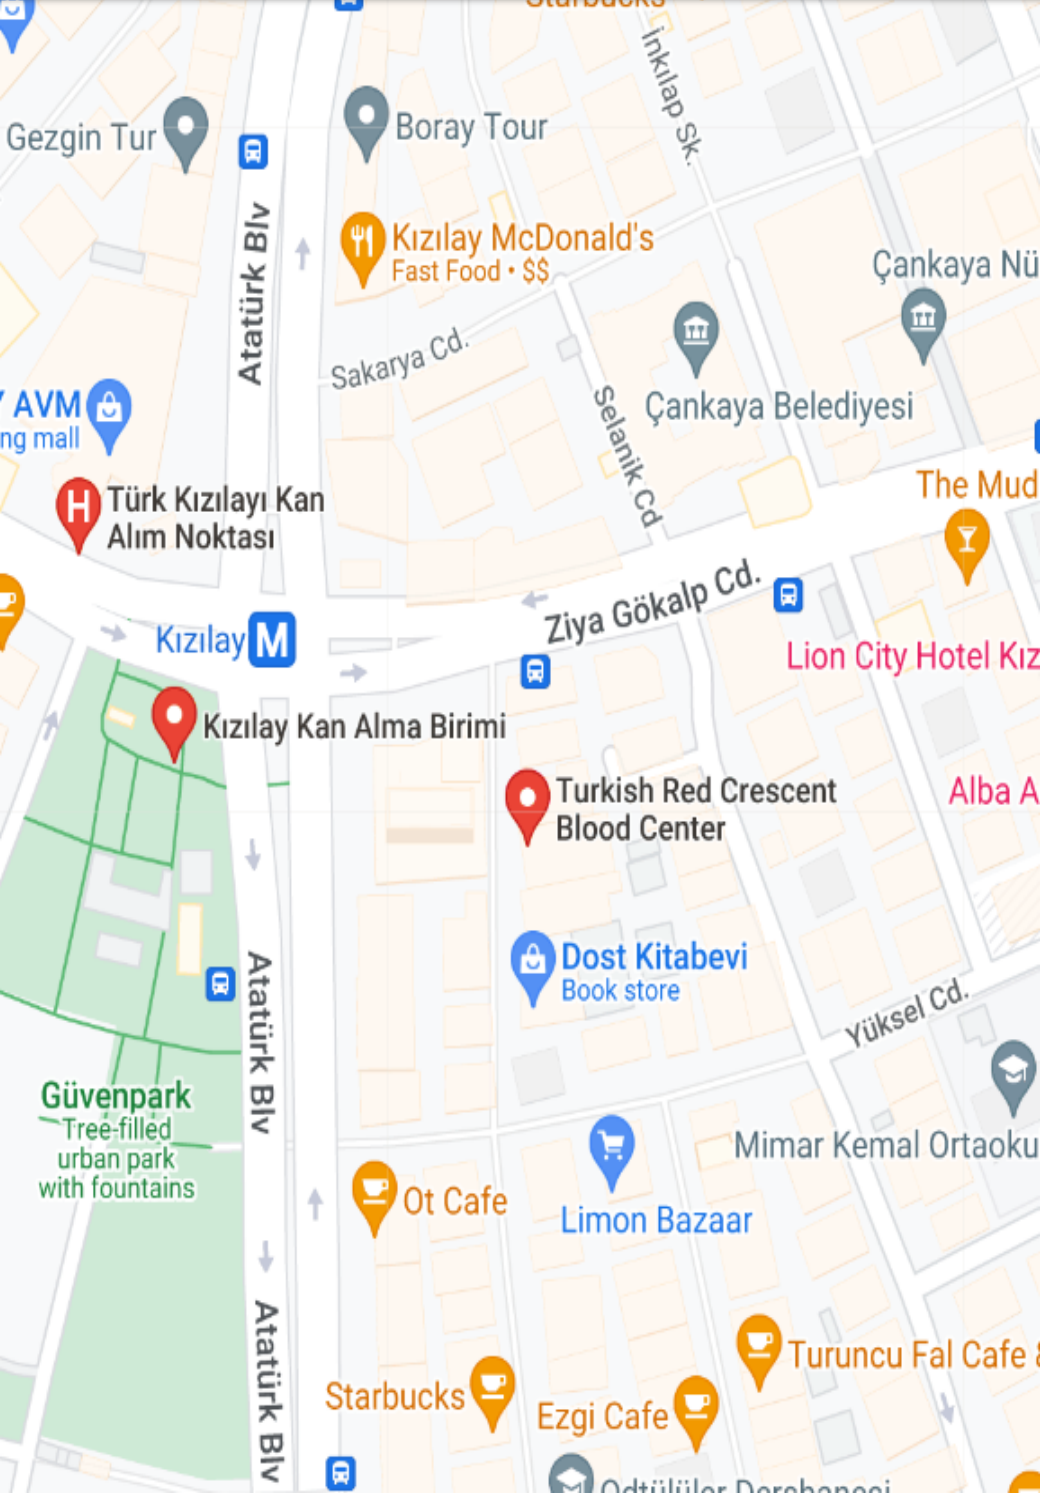 Starbucks
İnkılap Sk.
Gezgin Tur
Boray Tour
Atatürk Blv
Kızılay McDonald's
Fast Food • $$
Çankaya Nü
Sakarya Cd.
AVM
ng mall
Çankaya Belediyesi
Selanik Cd
The Mud
H
Türk Kızılayı Kan
Alım Noktası
Ziya Gökalp Cd.
Kızılay M
Lion City Hotel Kız
Kızılay Kan Alma Birimi
Turkish Red Crescent
Blood Center
Alba A
Dost Kitabevi
Book store
Atatürk Blv
Yüksel Cd.
Güvenpark
Tree-filled
urban park
with fountains
Mimar Kemal Ortaoku
Ot Cafe
Limon Bazaar
Atatürk Blv
Turuncu Fal Cafe &
Starbucks
Ezgi Cafe
Odtülüler Dershanesi